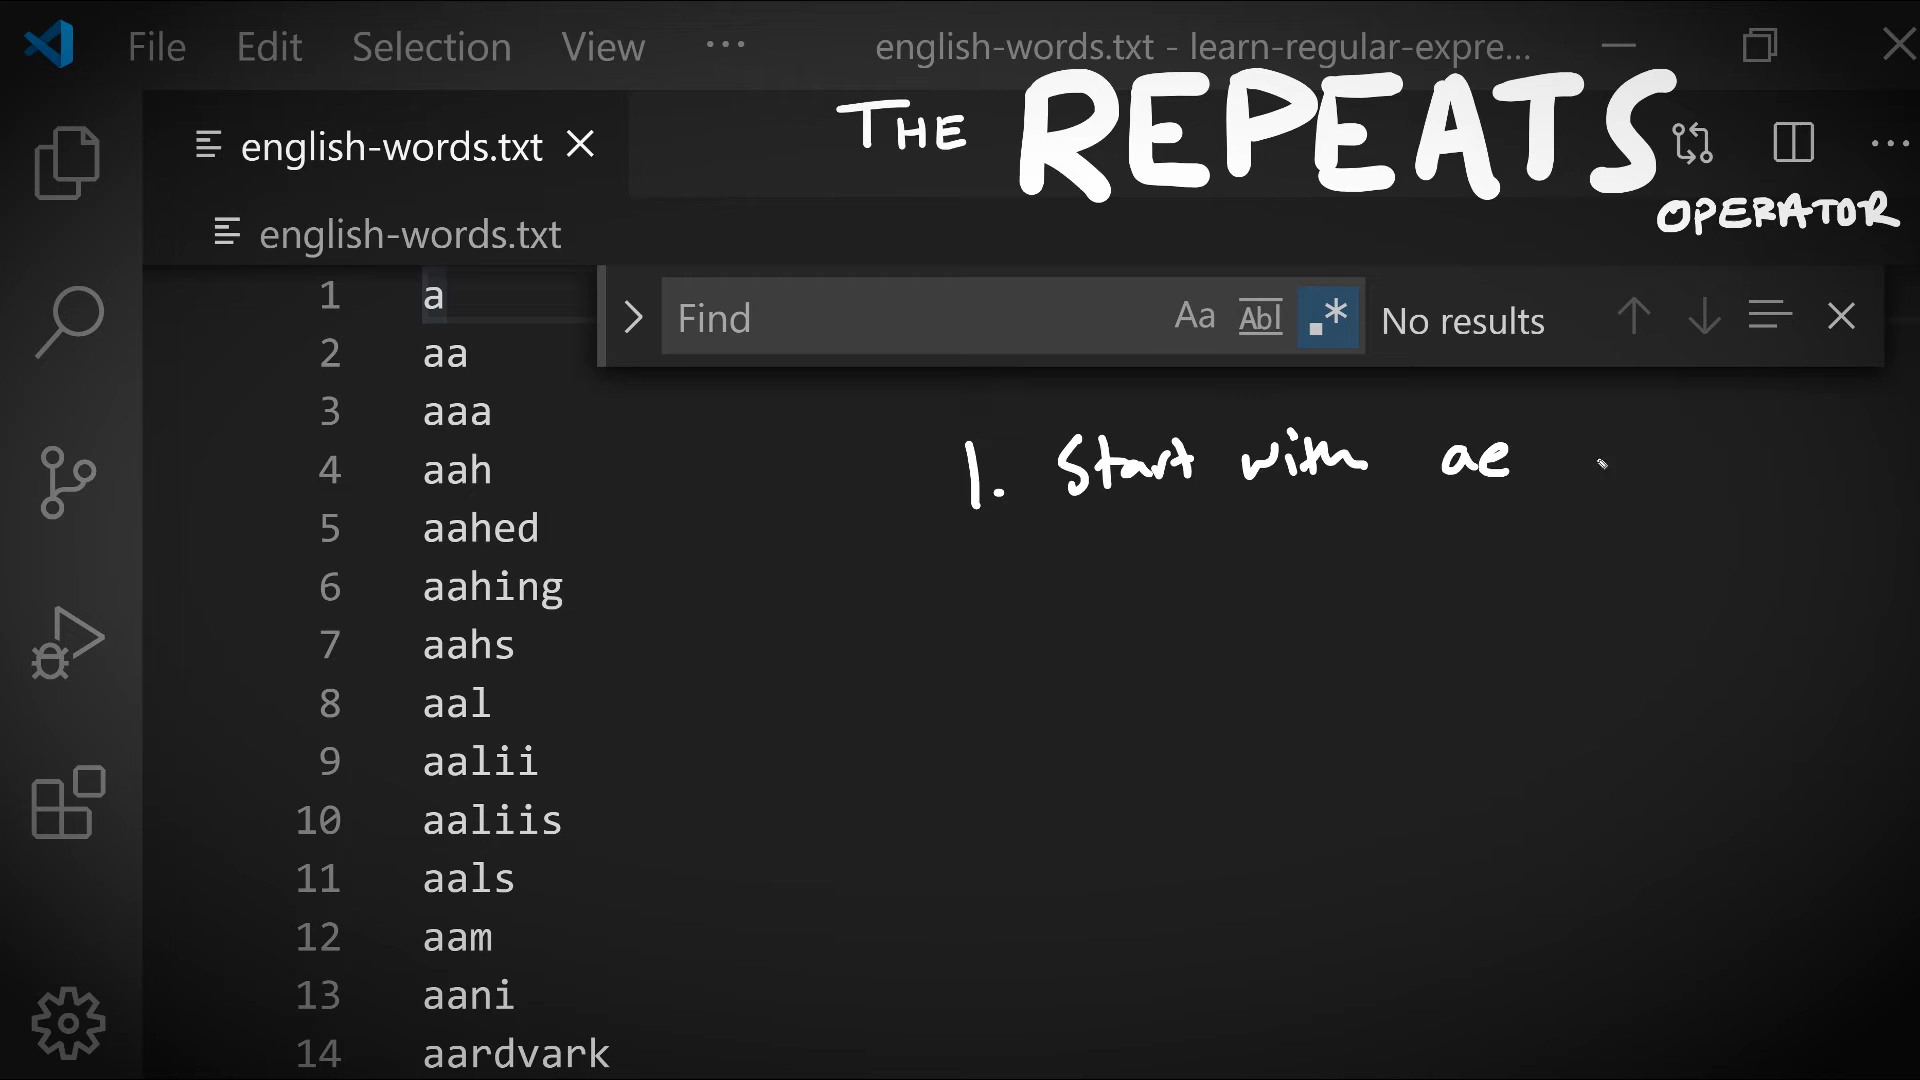 File Edit Selection View ··· english-words.txt - learn-regular-expre...
THE REPEATS
english-words.txt
OPERATOR
english-words.txt
1 a
Find Aa Abl .* No results
2 aa
3 aaa
4 aah
1. Start with ae
5 aahed
6 aahing
7 aahs
8 aal
9 aalii
10 aaliis
11 aals
12 aam
13 aani
14 aardvark